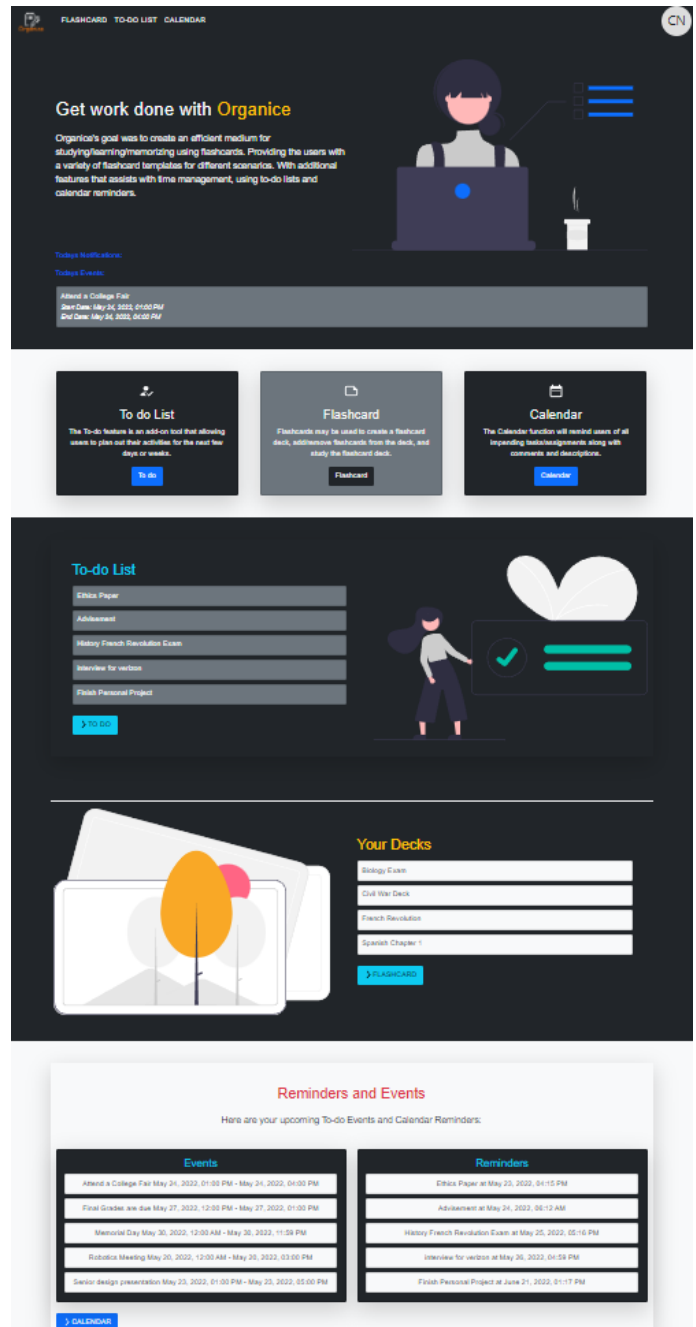 Organice
FLASHCARD TO-DO LIST CALENDAR
CN
Get work done with Organice
Organice's goal was to create an efficient medium for
studying/learning/memorizing using flashcards. Providing the users with
a variety of flashcard templates for different scenarios. With additional
features that assists with time management, using to-do lists and
calendar reminders.
Todays Notifications:
Todays Events:
Attend a College Fair
Start Date: May 24, 2022, 01:00 PM
End Date: May 24, 2022, 04:00 PM
To do List
The To-do feature is an add-on tool that allowing
users to plan out their activities for the next few
days or weeks.
To do
Flashcard
Flashcards may be used to create a flashcard
deck, add/remove flashcards from the deck, and
study the flashcard deck.
Flashcard
Calendar
The Calendar function will remind users of all
impending tasks/assignments along with
comments and descriptions.
Calendar
To-do List
Ethics Paper
Advisement
History French Revolution Exam
Interview for verizon
Finish Personal Project
❯ TO DO
Your Decks
Biology Exam
Civil War Deck
French Revolution
Spanish Chapter 1
❯ FLASHCARD
Reminders and Events
Here are your upcoming To-do Events and Calendar Reminders:
Events
Attend a College Fair May 24, 2022, 01:00 PM - May 24, 2022, 04:00 PM
Final Grades are due May 27, 2022, 12:00 PM - May 27, 2022, 01:00 PM
Memorial Day May 30, 2022, 12:00 AM - May 30, 2022, 11:59 PM
Robotics Meeting May 20, 2022, 12:00 AM - May 20, 2022, 03:00 PM
Senior design presentation May 23, 2022, 01:00 PM - May 23, 2022, 05:00 PM
Reminders
Ethics Paper at May 23, 2022, 04:15 PM
Advisement at May 24, 2022, 06:12 AM
History French Revolution Exam at May 25, 2022, 05:16 PM
Interview for verizon at May 26, 2022, 04:59 PM
Finish Personal Project at June 21, 2022, 01:17 PM
❯ CALENDAR